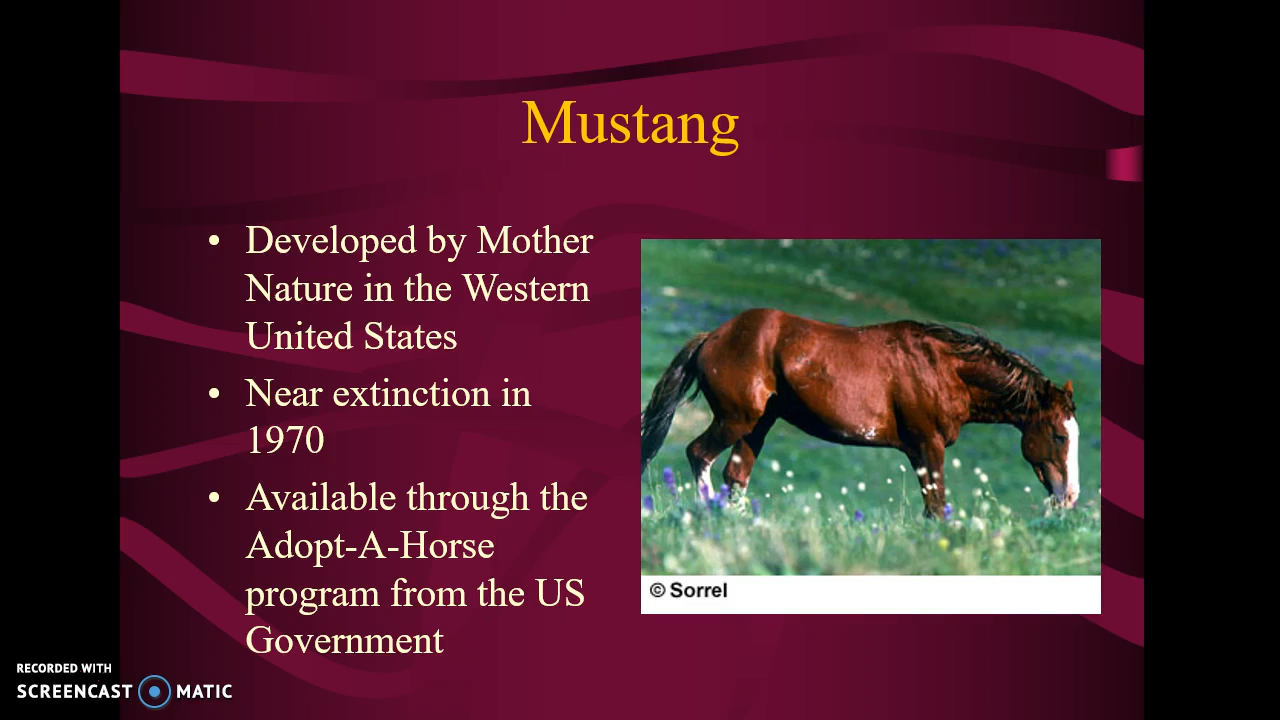 Mustang
• Developed by Mother
Nature in the Western
United States
• Near extinction in
1970
• Available through the
Adopt-A-Horse
program from the US
Government
© Sorrel
RECORDED WITH
SCREENCAST MATIC